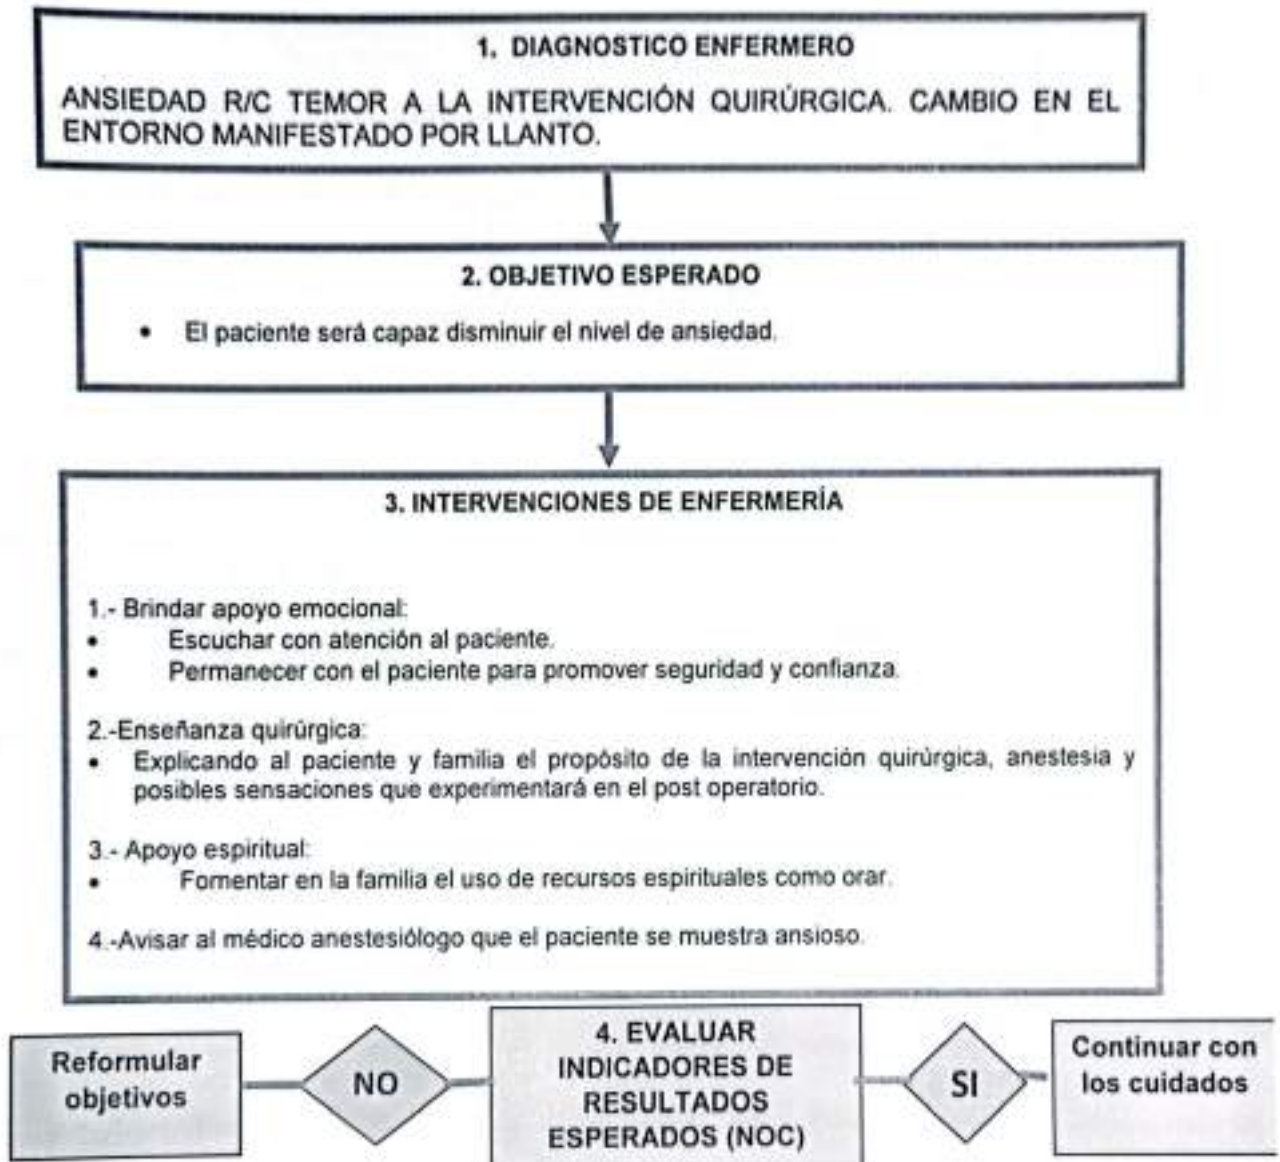 1. DIAGNOSTICO ENFERMERO
ANSIEDAD R/C TEMOR A LA INTERVENCIÓN QUIRÚRGICA. CAMBIO EN EL
ENTORNO MANIFESTADO POR LLANTO.
2. OBJETIVO ESPERADO
• El paciente será capaz disminuir el nivel de ansiedad.
3. INTERVENCIONES DE ENFERMERÍA
1.- Brindar apoyo emocional:
• Escuchar con atención al paciente.
• Permanecer con el paciente para promover seguridad y confianza.
2.-Enseñanza quirúrgica:
• Explicando al paciente y familia el propósito de la intervención quirúrgica, anestesia y
posibles sensaciones que experimentará en el post operatorio.
3.- Apoyo espiritual:
• Fomentar en la familia el uso de recursos espirituales como orar.
4.-Avisar al médico anestesiólogo que el paciente se muestra ansioso.
Reformular
objetivos
NO
4. EVALUAR
INDICADORES DE
RESULTADOS
ESPERADOS (NOC)
SI
Continuar con
los cuidados